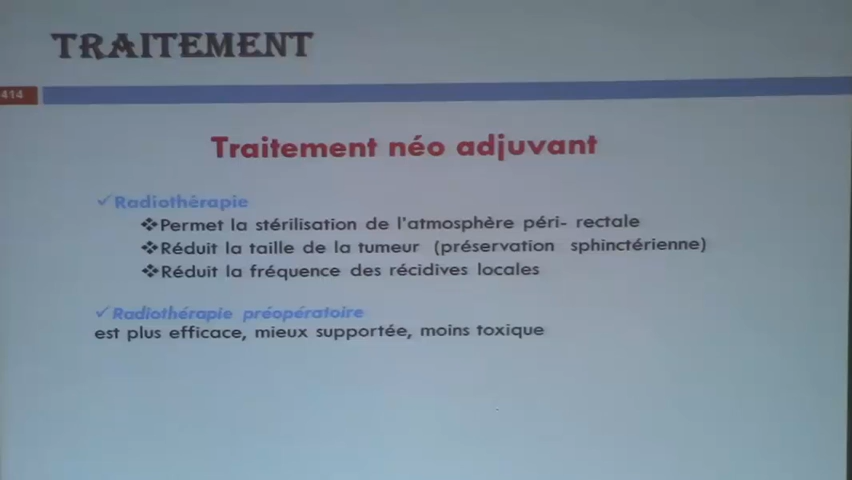 TRAITEMENT
414
Traitement néo adjuvant
✓Radiothérapie
❖Permet la stérilisation de l'atmosphère péri- rectale
❖Réduit la taille de la tumeur (préservation sphinctérienne)
❖Réduit la fréquence des récidives locales
✓Radiothérapie préopératoire
est plus efficace, mieux supportée, moins toxique